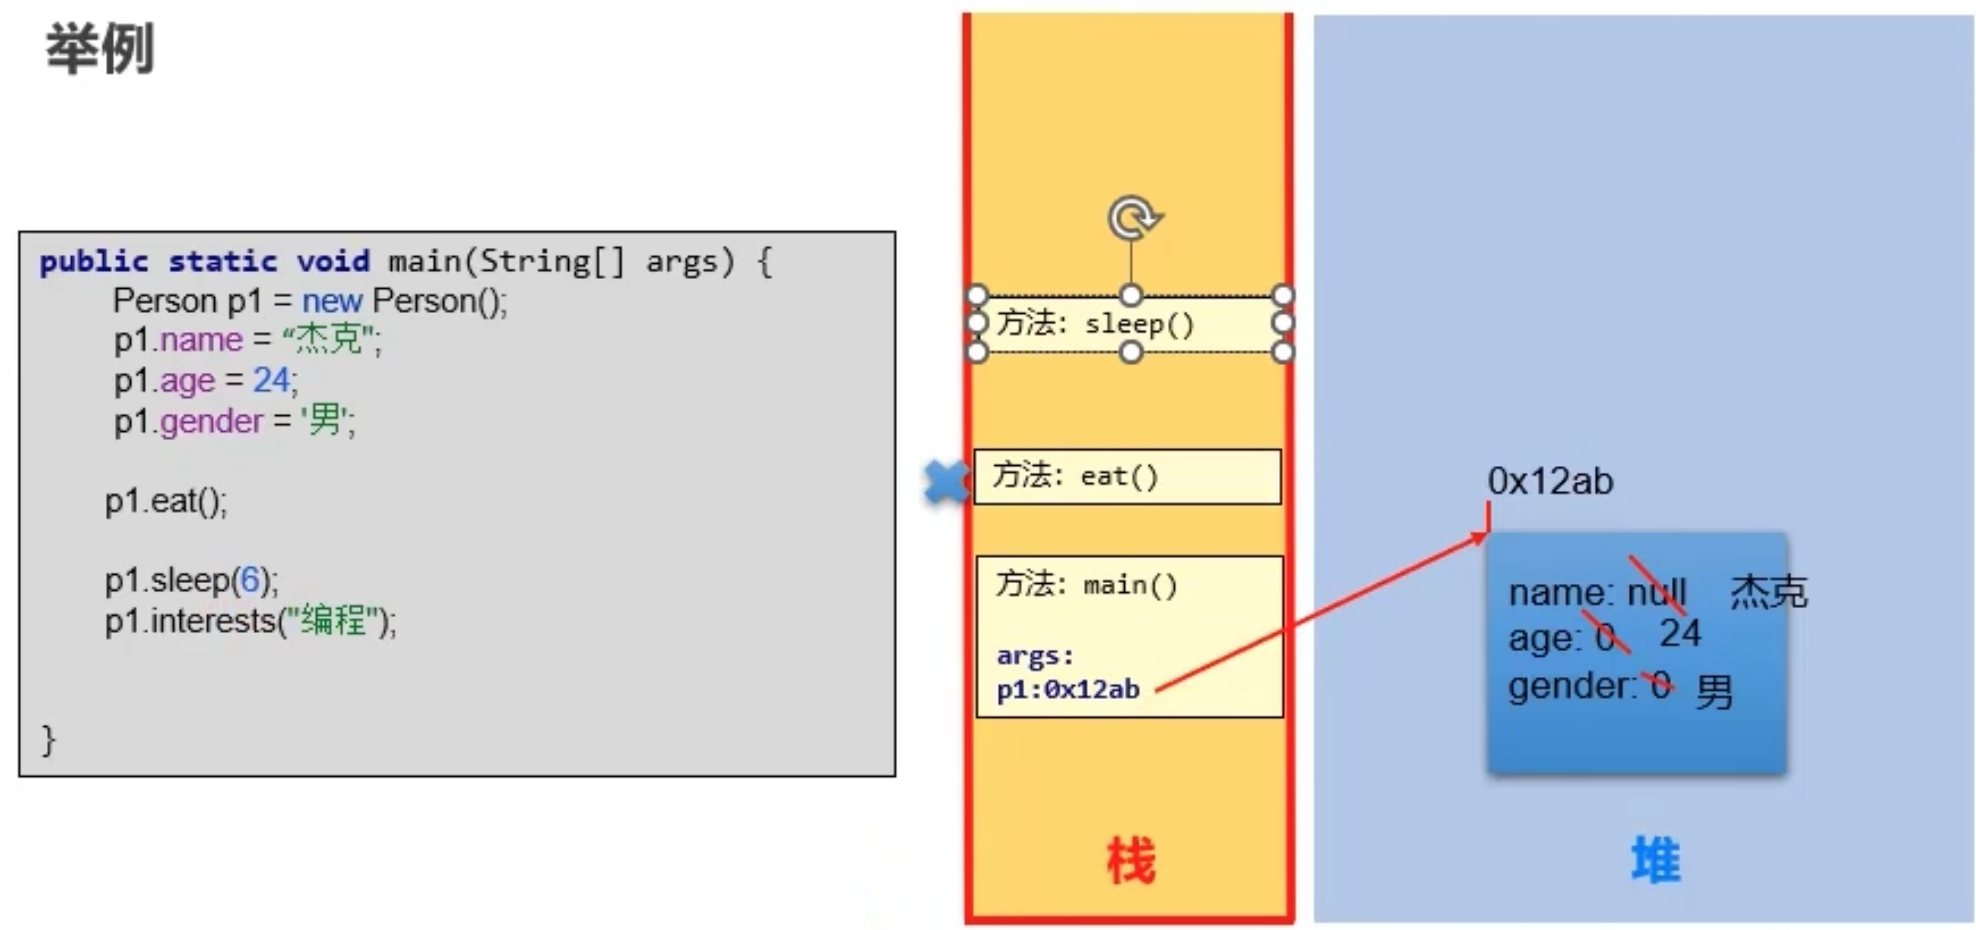 举例
public static void main(String[] args) {
Person p1 = new Person();
p1.name = “杰克";
p1.age = 24;
p1.gender = '男';
p1.eat();
p1.sleep(6);
p1.interests("编程");
}
方法：sleep()
方法：eat()
方法：main()
args:
p1:0x12ab
栈
0x12ab
name: null 杰克
age: 0 24
gender: 0 男
堆